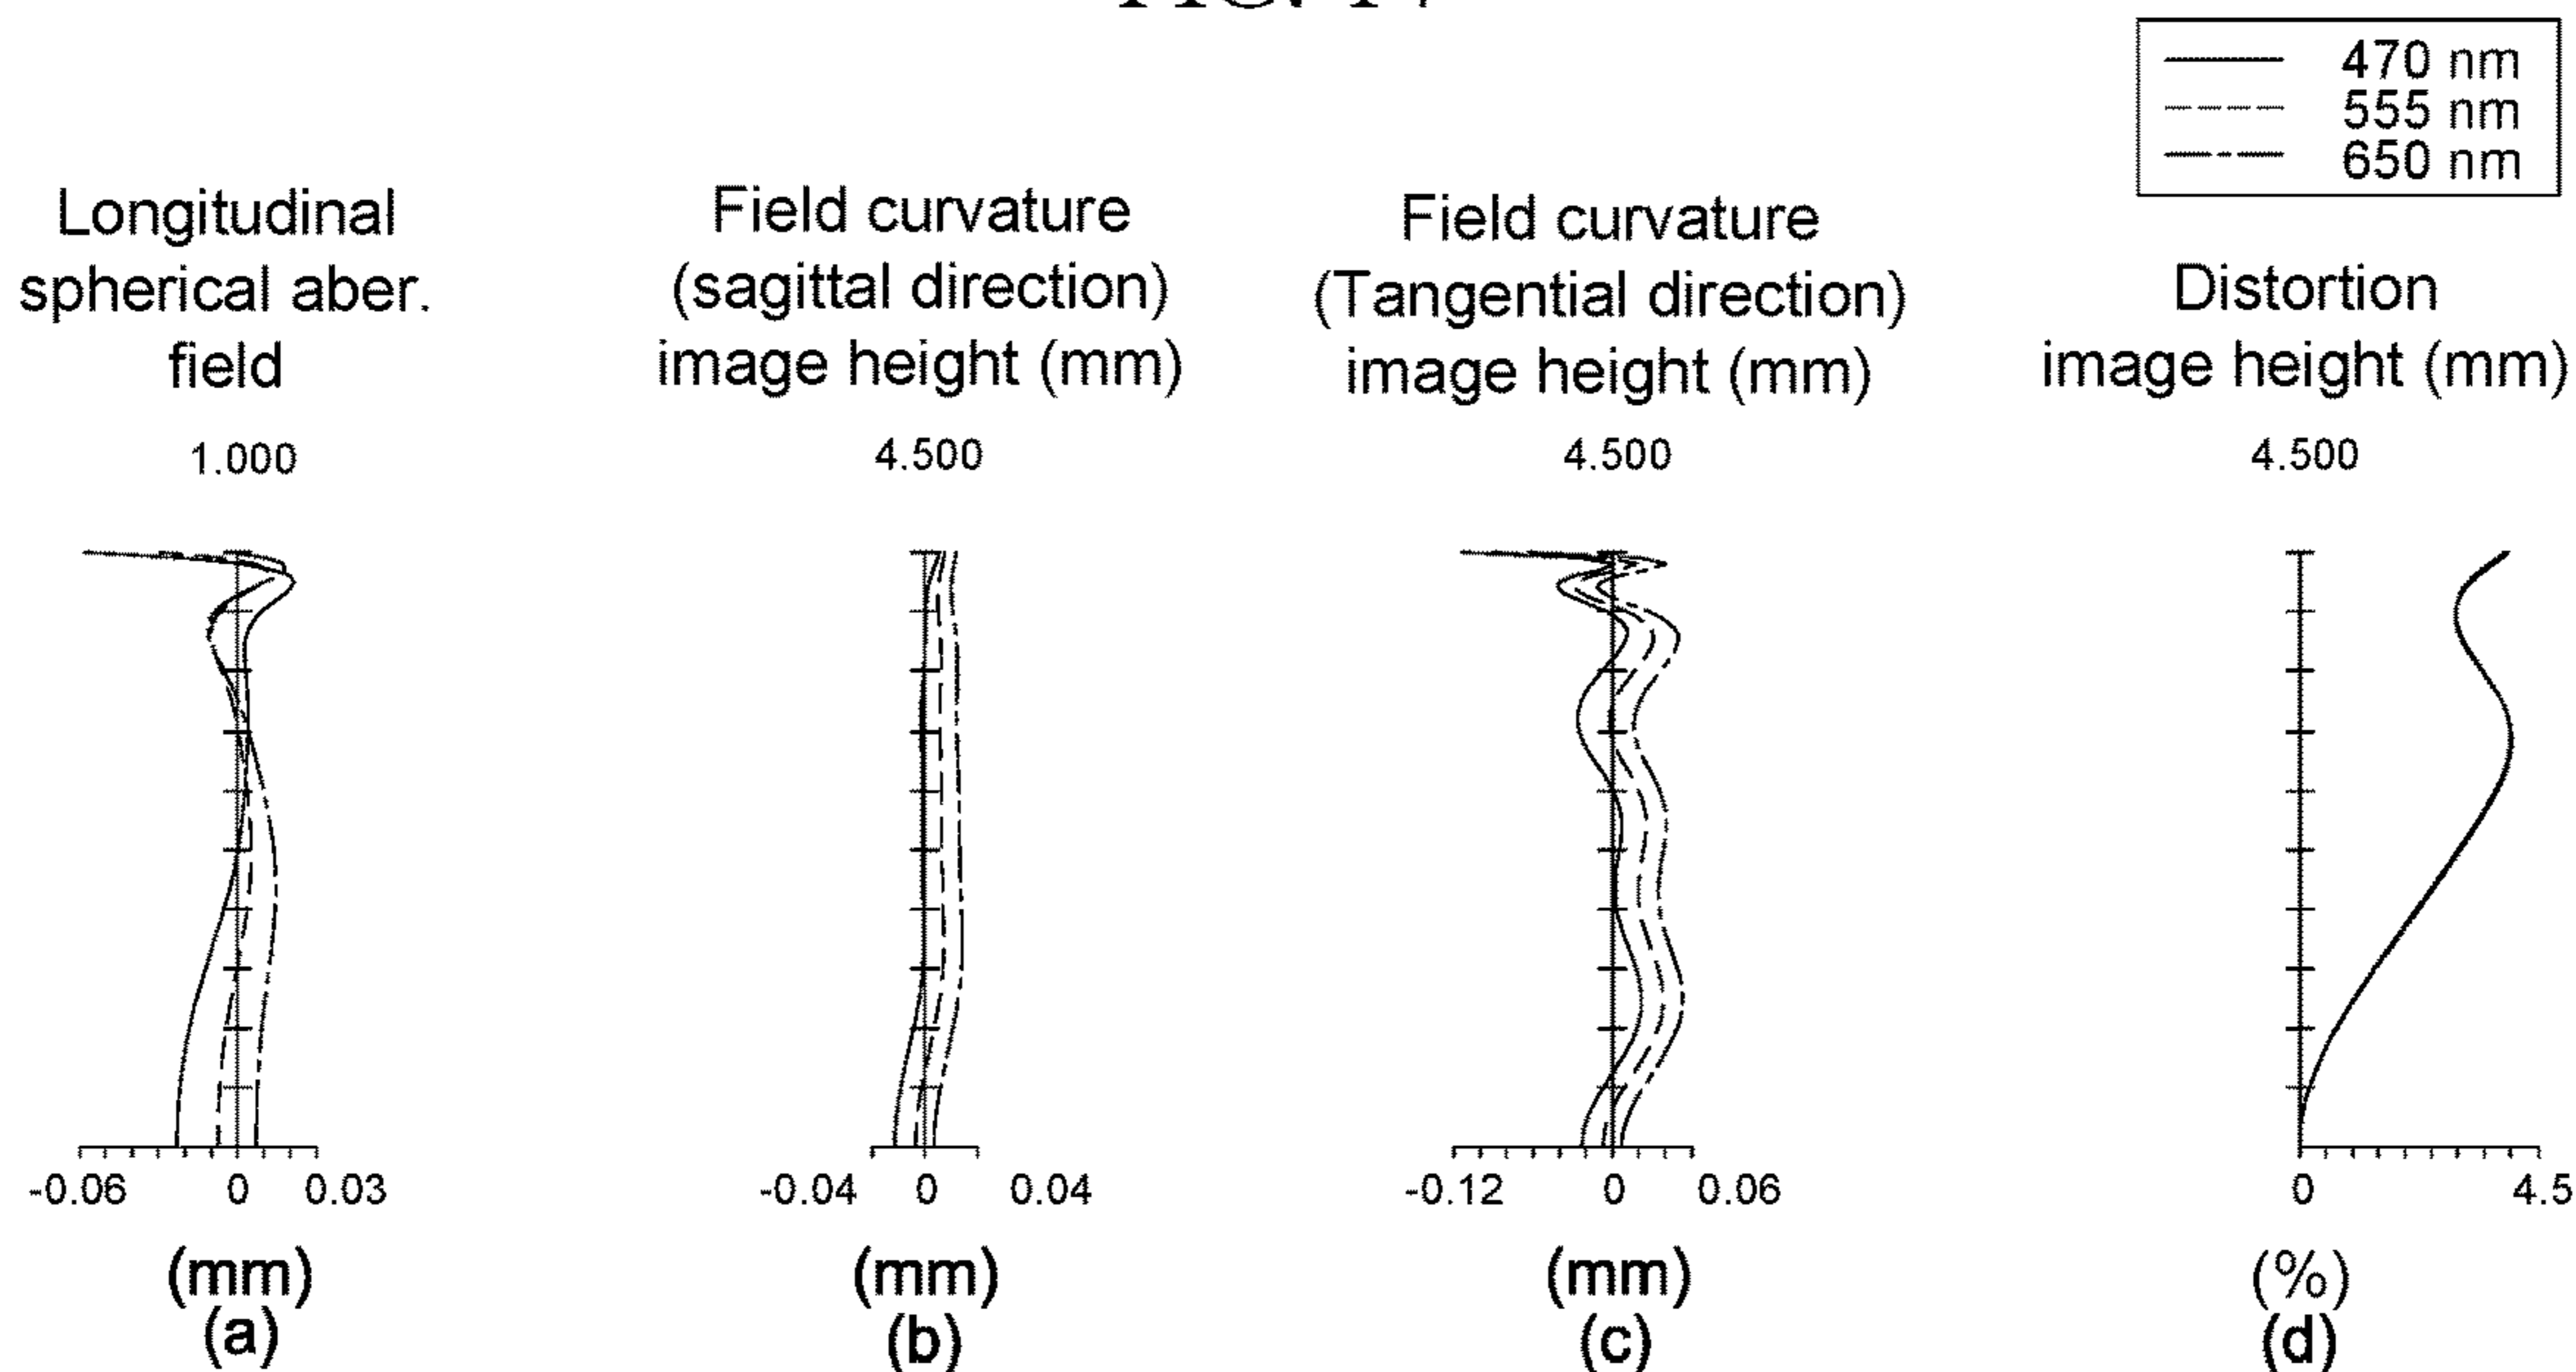 470 nm
555 nm
650 nm
Longitudinal
spherical aber.
field
1.000
-0.06 0 0.03
(mm)
(a)
Field curvature
(sagittal direction)
image height (mm)
4.500
-0.04 0 0.04
(mm)
(b)
Field curvature
(Tangential direction)
image height (mm)
4.500
-0.12 0 0.06
(mm)
(c)
Distortion
image height (mm)
4.500
0 4.5
(%)
(d)